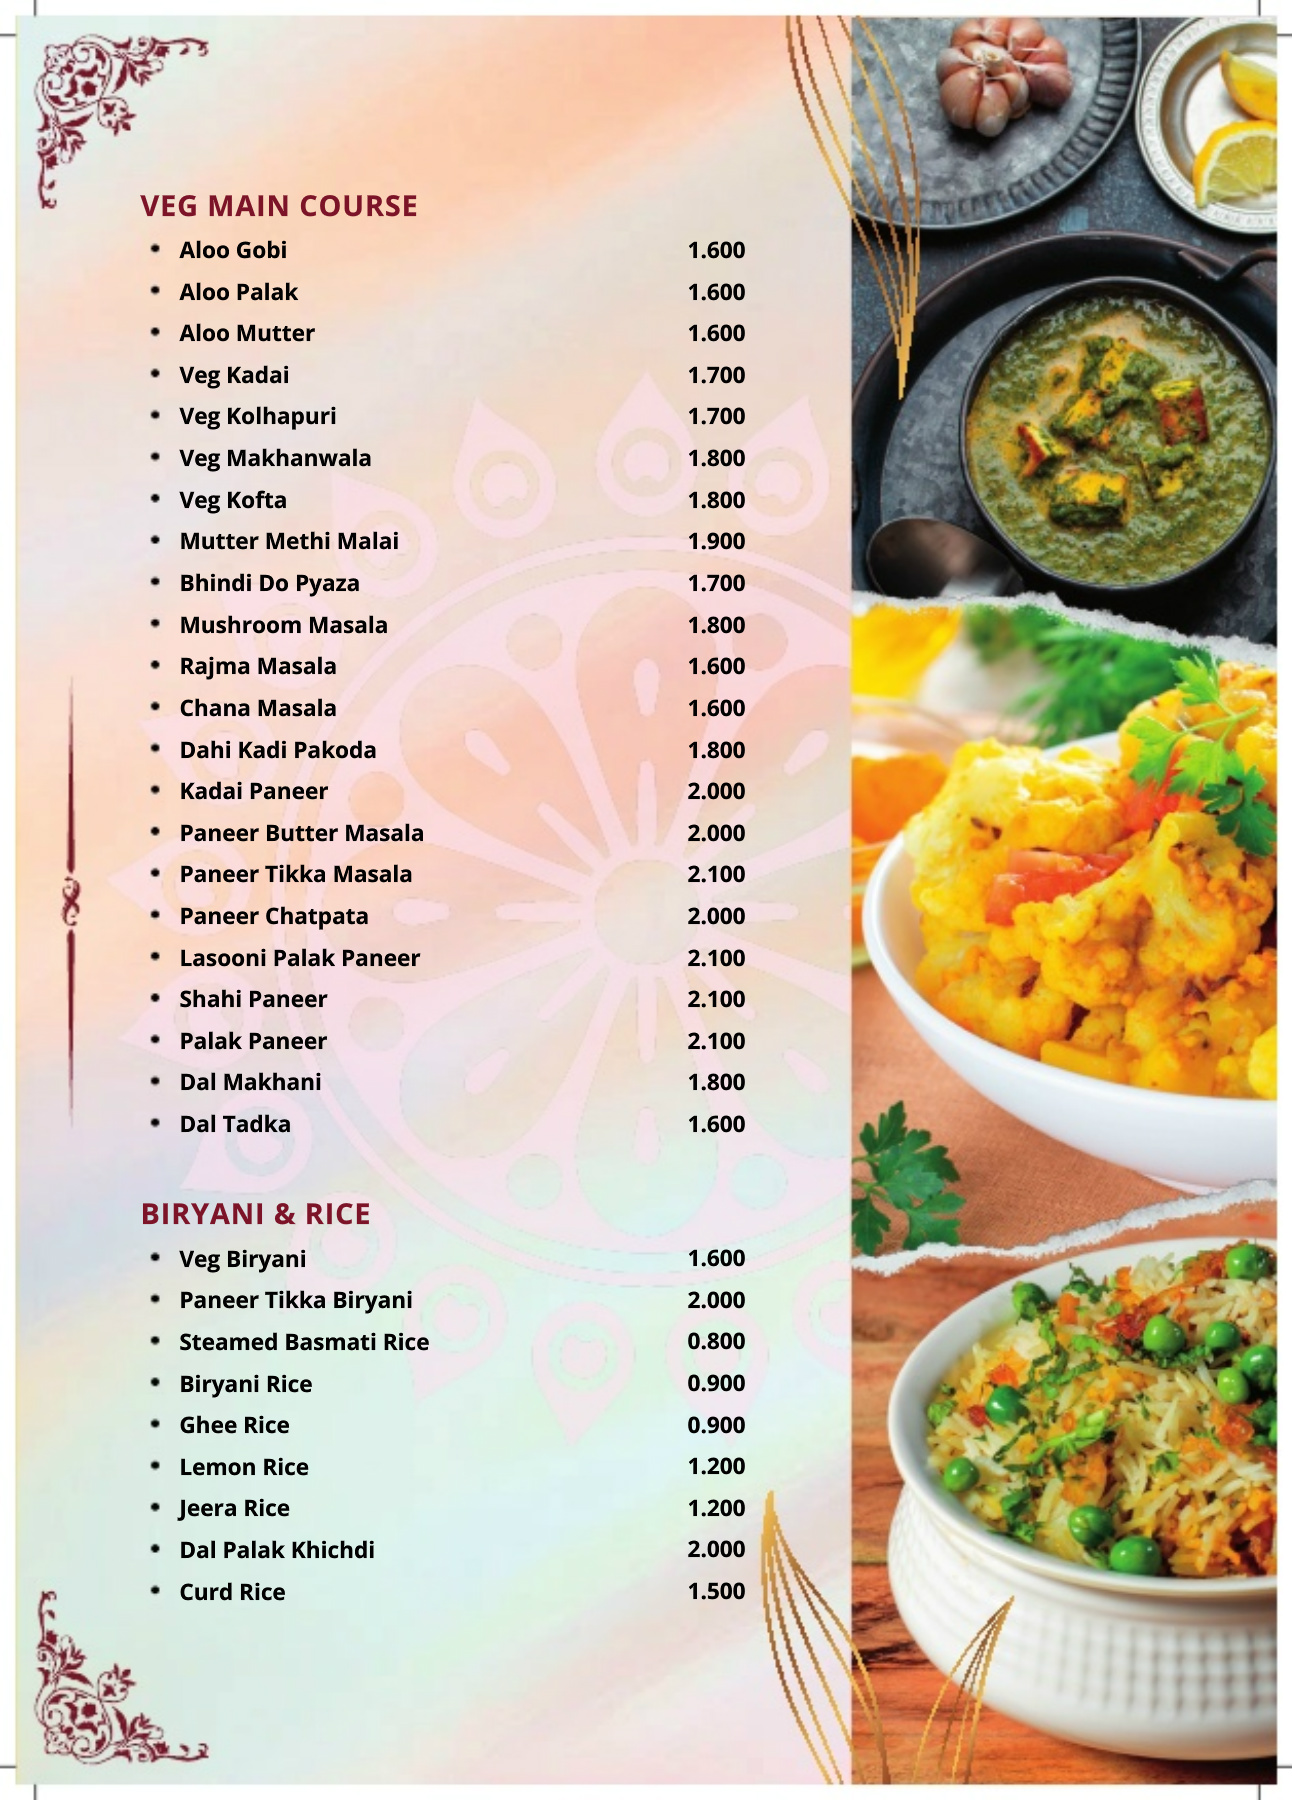 VEG MAIN COURSE
• Aloo Gobi 1.600
• Aloo Palak 1.600
• Aloo Mutter 1.600
• Veg Kadai 1.700
• Veg Kolhapuri 1.700
• Veg Makhanwala 1.800
• Veg Kofta 1.800
• Mutter Methi Malai 1.900
• Bhindi Do Pyaza 1.700
• Mushroom Masala 1.800
• Rajma Masala 1.600
• Chana Masala 1.600
• Dahi Kadi Pakoda 1.800
• Kadai Paneer 2.000
• Paneer Butter Masala 2.000
• Paneer Tikka Masala 2.100
• Paneer Chatpata 2.000
• Lasooni Palak Paneer 2.100
• Shahi Paneer 2.100
• Palak Paneer 2.100
• Dal Makhani 1.800
• Dal Tadka 1.600
BIRYANI & RICE
• Veg Biryani 1.600
• Paneer Tikka Biryani 2.000
• Steamed Basmati Rice 0.800
• Biryani Rice 0.900
• Ghee Rice 0.900
• Lemon Rice 1.200
• Jeera Rice 1.200
• Dal Palak Khichdi 2.000
• Curd Rice 1.500